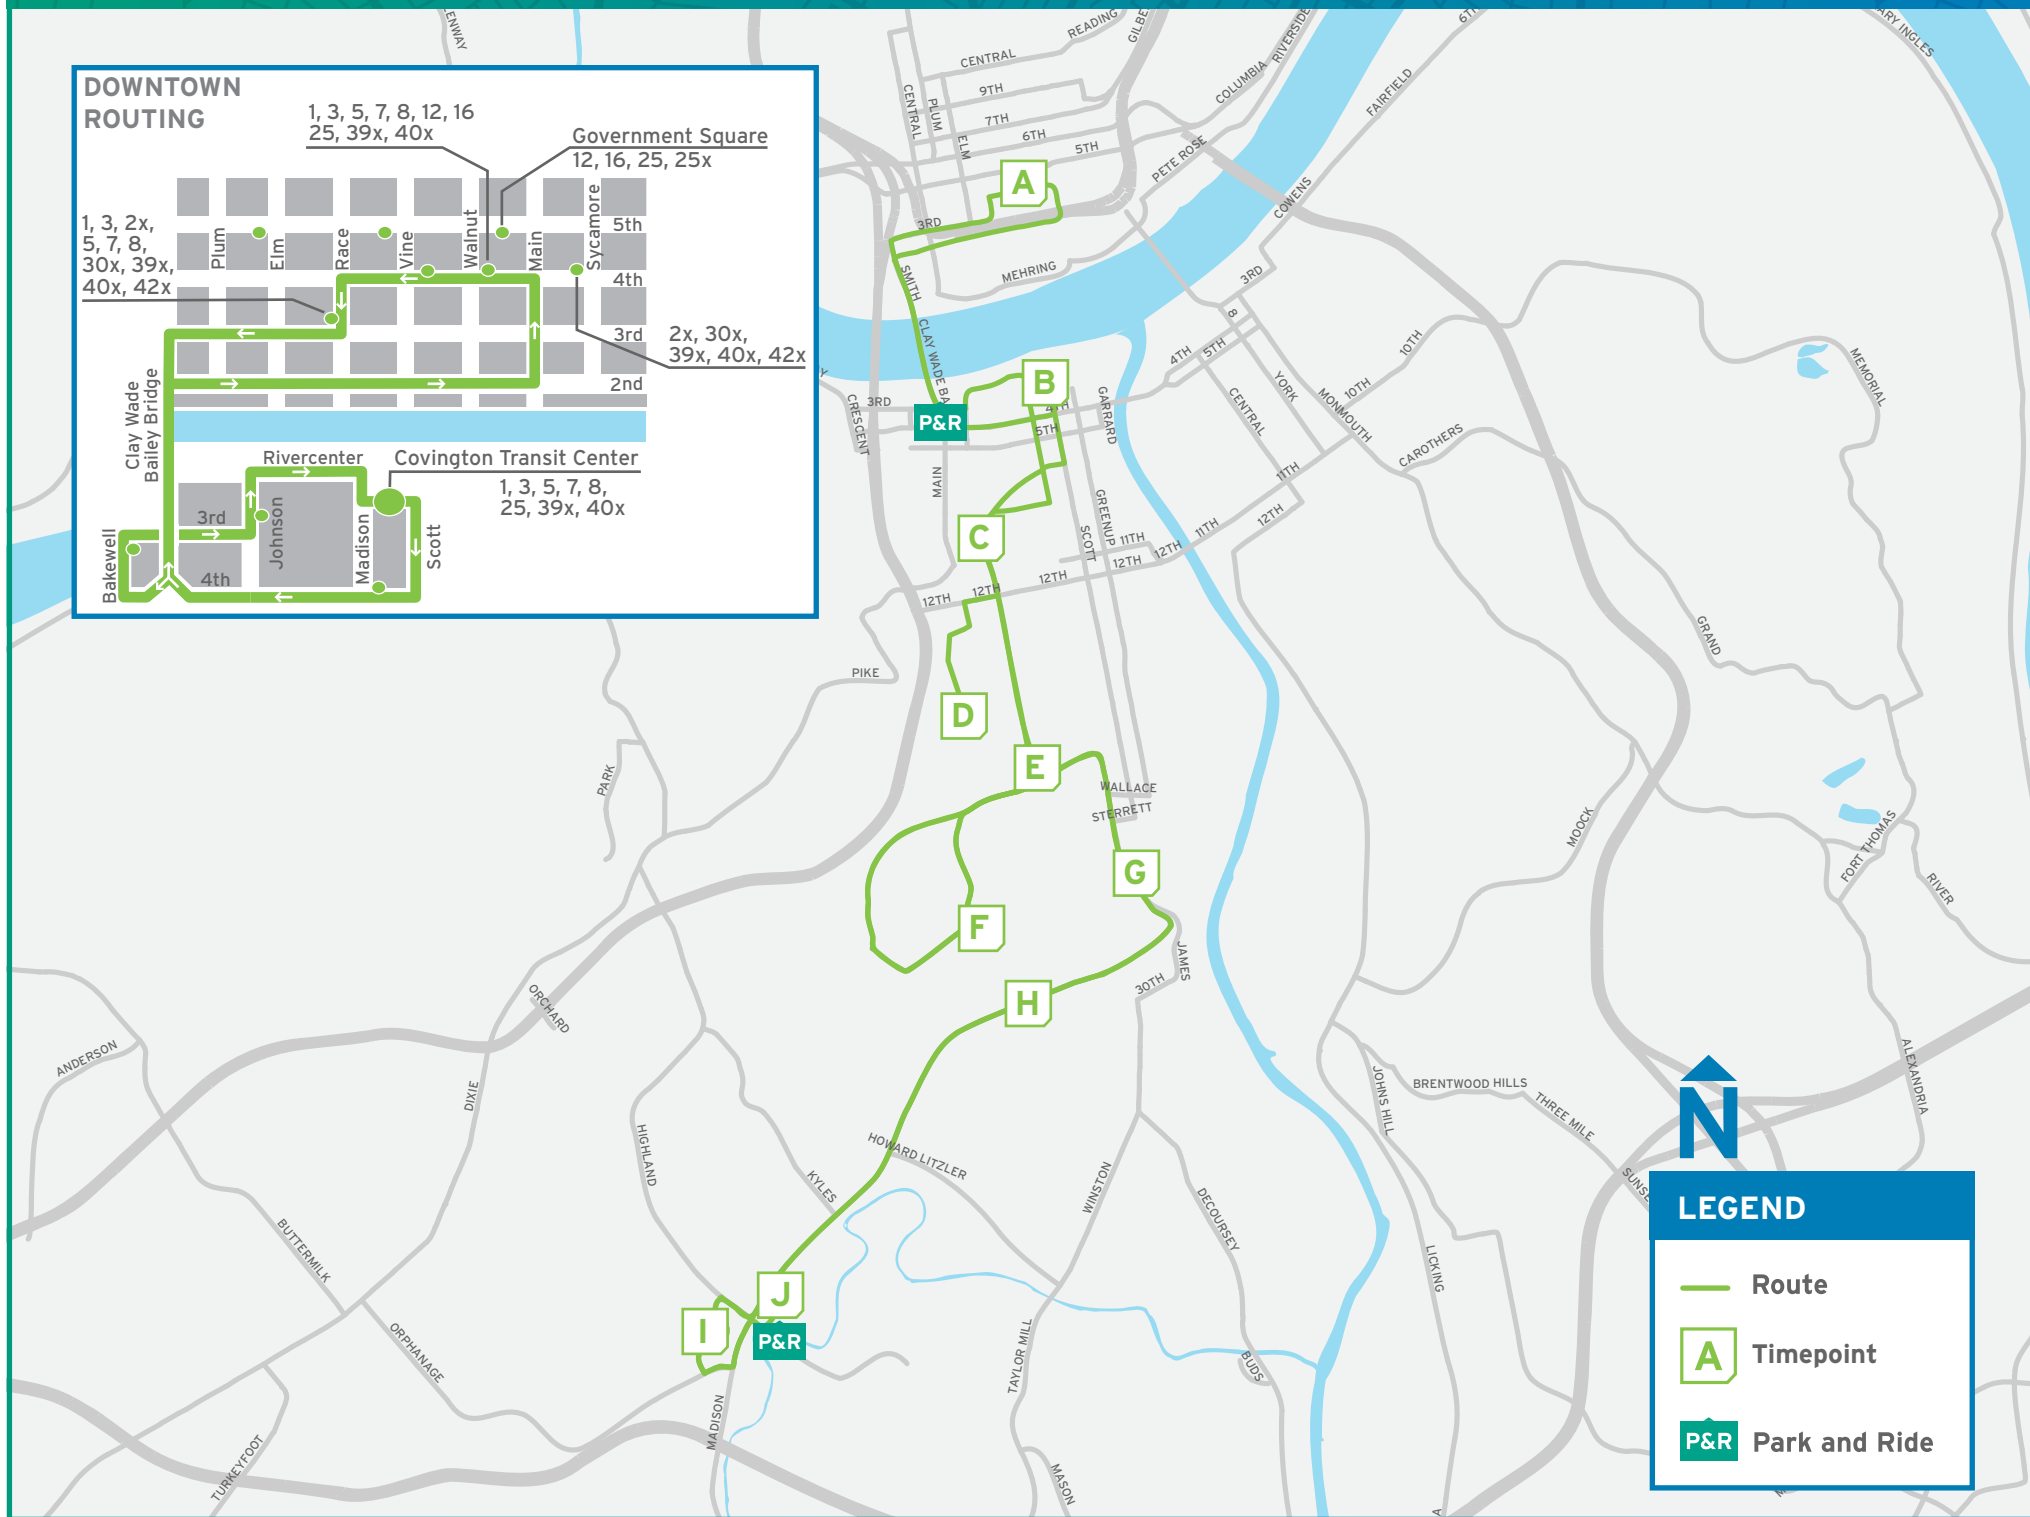 DOWNTOWN
ROUTING
1, 3, 5, 7, 8, 12, 16
25, 39x, 40x
Government Square
12, 16, 25, 25x
1, 3, 2x,
5, 7, 8,
30x, 39x,
40x, 42x
Plum
Elm
Race
Vine
Walnut
Main
Sycamore
5th
4th
3rd
2nd
2x, 30x,
39x, 40x, 42x
Clay Wade
Bailey Bridge
Rivercenter
Covington Transit Center
1, 3, 5, 7, 8,
25, 39x, 40x
3rd
4th
Bakewell
Johnson
Madison
Scott
READING
CENTRAL
9TH
7TH
6TH
5TH
CENTRAL
PLUM
ELM
COLUMBIA
RIVERSIDE
6TH
FAIRFIELD
PETE ROSE
COWENS
A
3RD
MEHRING
SMITH
CLAY WADE BA
3RD
8
4TH
5TH
10TH
10TH
MEMORIAL
B
P&R
3RD
4TH
5TH
CRESCENT
GARRARD
CENTRAL
YORK
MONMOUTH
CAROTHERS
11TH
MAIN
C
SCOTT
GREENUP
11TH
12TH
12TH
11TH
12TH
12TH
12TH
12TH
PIKE
GRAND
D
E
PARK
WALLACE
STERRETT
MOOCK
FORT THOMAS
RIVER
G
F
JAMES
30TH
H
ORCHARD
ANDERSON
DIXIE
HIGHLAND
KYLES
HOWARD LITZLER
WINSTON
DECOURSEY
JOHNS HILL
BRENTWOOD HILLS
THREE MILE
ALEXANDRIA
N
BUTTERMILK
LICKING
J
I
P&R
ORPHANAGE
TAYLOR MILL
BUDS
MADISON
TURKEYFOOT
MASON
LEGEND
Route
A
Timepoint
P&R
Park and Ride